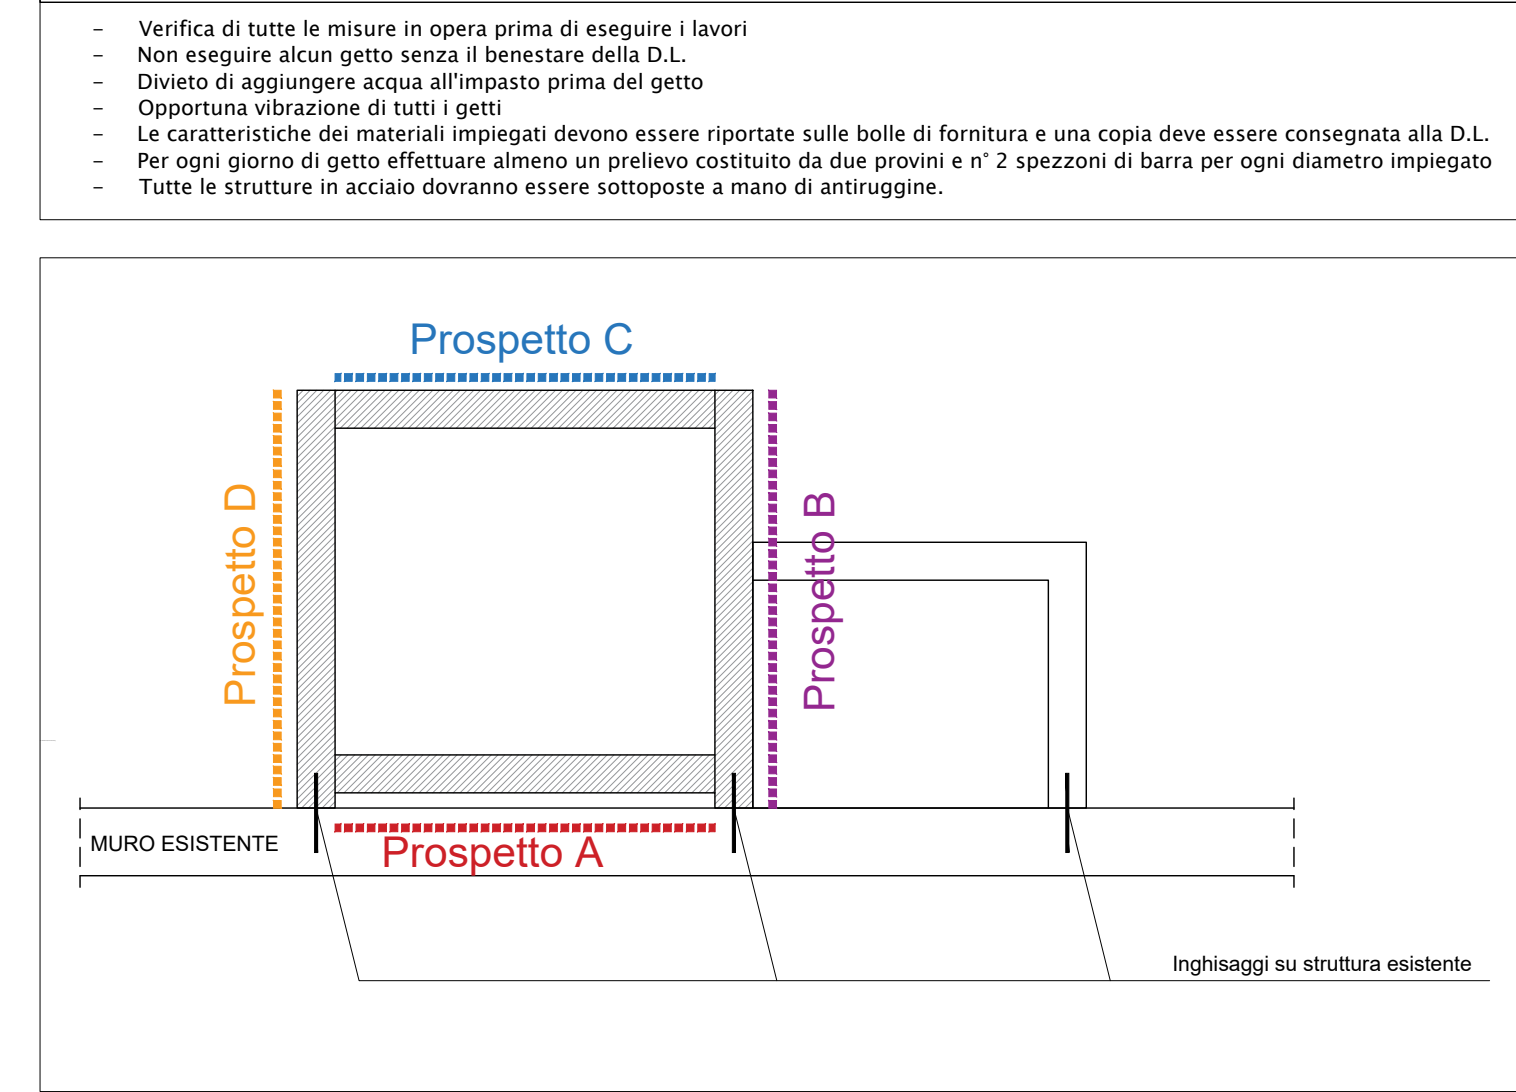 – Verifica di tutte le misure in opera prima di eseguire i lavori
– Non eseguire alcun getto senza il benestare della D.L.
– Divieto di aggiungere acqua all'impasto prima del getto
– Opportuna vibrazione di tutti i getti
– Le caratteristiche dei materiali impiegati devono essere riportate sulle bolle di fornitura e una copia deve essere consegnata alla D.L.
– Per ogni giorno di getto effettuare almeno un prelievo costituito da due provini e n° 2 spezzoni di barra per ogni diametro impiegato
– Tutte le strutture in acciaio dovranno essere sottoposte a mano di antiruggine.
Prospetto C
Prospetto D
Prospetto B
MURO ESISTENTE
Prospetto A
Inghisaggi su struttura esistente